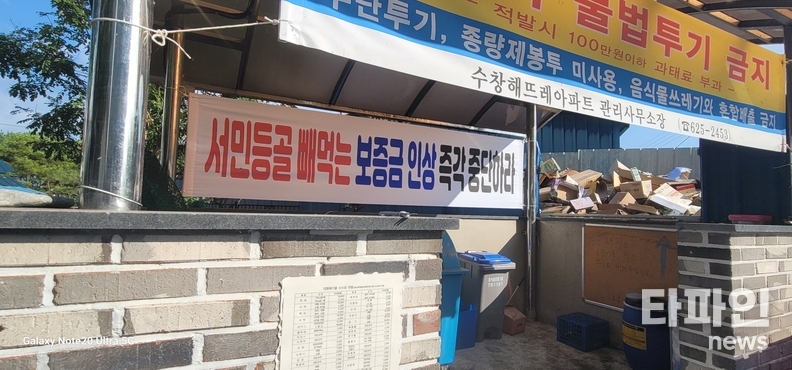 불법투기 금지
적발시 100만원이하 과태료 부과
무단투기, 종량제봉투 미사용, 음식물쓰레기와 혼합배출 금지
수창해뜨레아파트 관리사무소장 (☎625-2453)
서민등골 빼먹는 보증금 인상 즉각 중단하라
Galaxy Note20 Ultra 5G
타파인
news